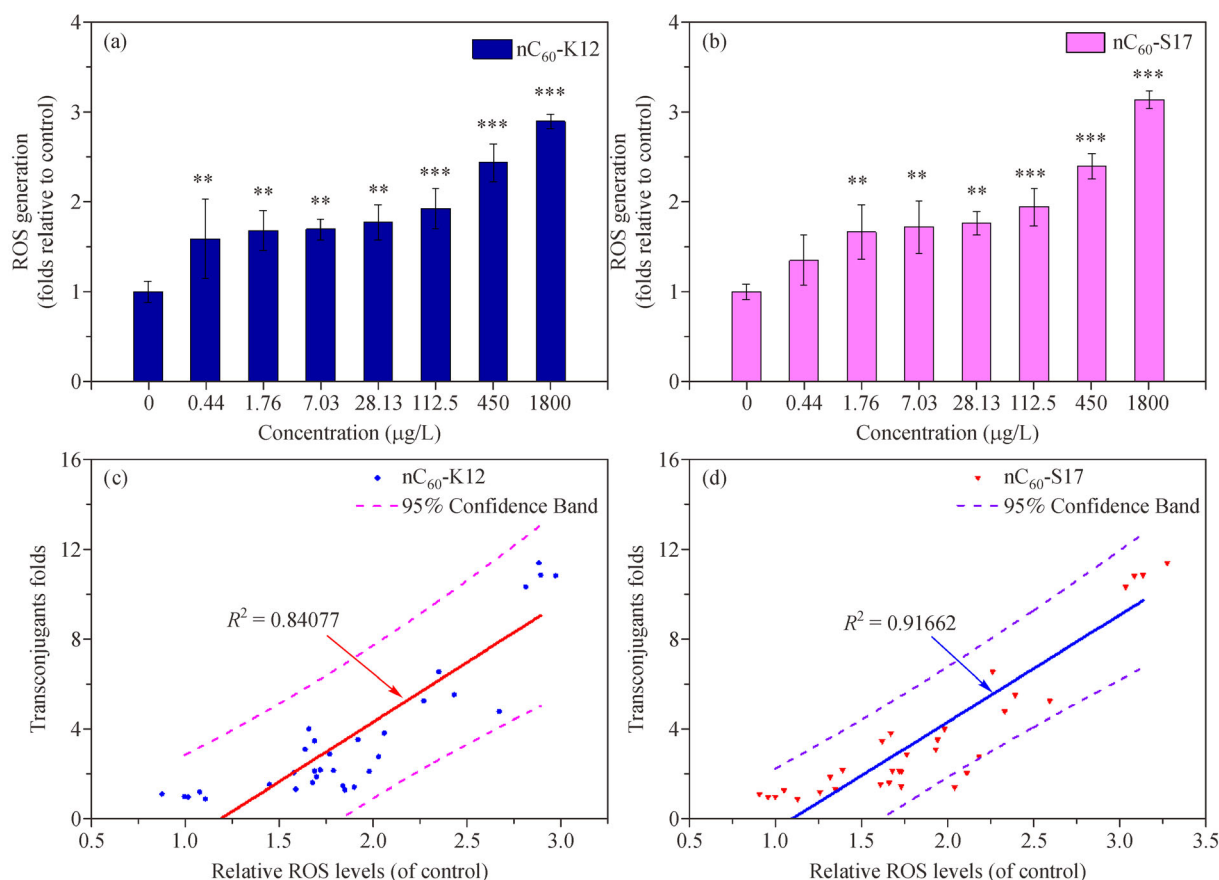 (a)
nC60-K12
ROS generation
(folds relative to control)
4
3
2
1
0
**
**
**
**
***
***
***
0 0.44 1.76 7.03 28.13 112.5 450 1800
Concentration (μg/L)
(b)
nC60-S17
ROS generation
(folds relative to control)
4
3
2
1
0
**
**
**
***
***
***
0 0.44 1.76 7.03 28.13 112.5 450 1800
Concentration (μg/L)
(c)
nC60-K12
95% Confidence Band
R2 = 0.84077
Transconjugants folds
16
12
8
4
0
0.5 1.0 1.5 2.0 2.5 3.0
Relative ROS levels (of control)
(d)
nC60-S17
95% Confidence Band
R2 = 0.91662
Transconjugants folds
16
12
8
4
0
0.5 1.0 1.5 2.0 2.5 3.0 3.5
Relative ROS levels (of control)